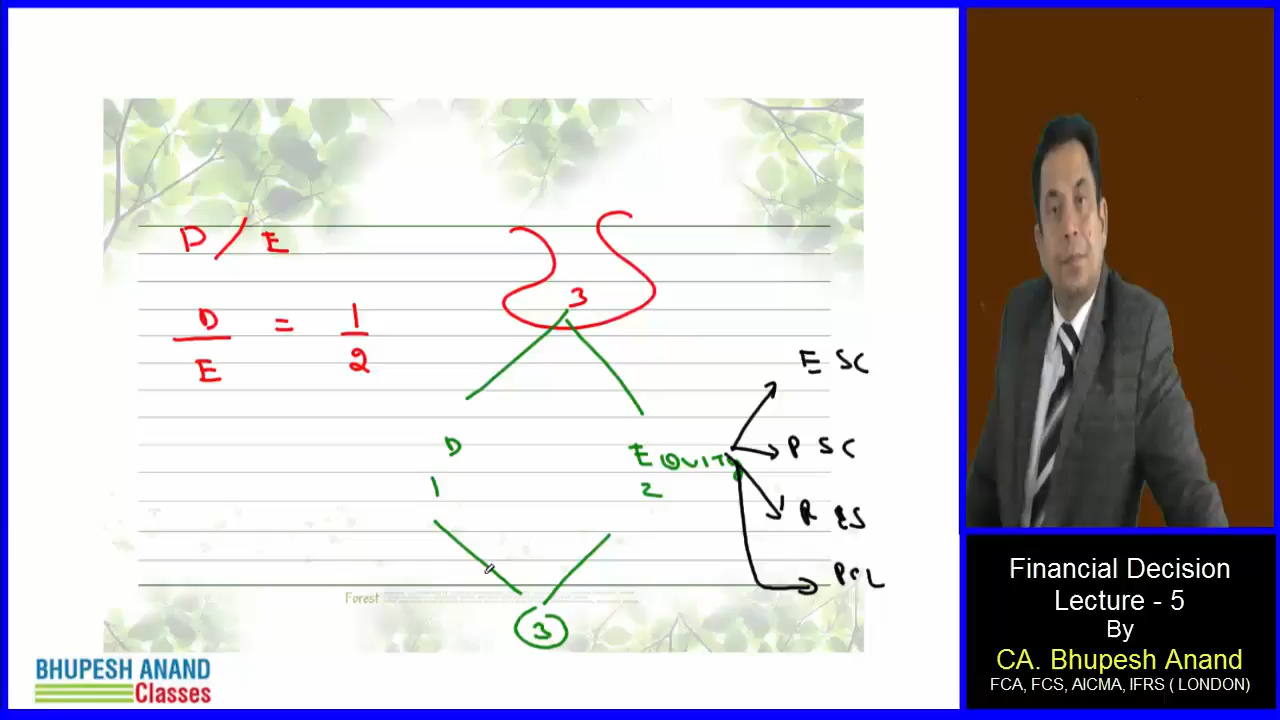 D / E
D
E
=
1
2
3
D
1
EQUITY
2
3
E SC
P SC
R ES
Forest
BHUPESH ANAND
Classes
Financial Decision
Lecture - 5
By
CA. Bhupesh Anand
FCA, FCS, AICMA, IFRS ( LONDON)